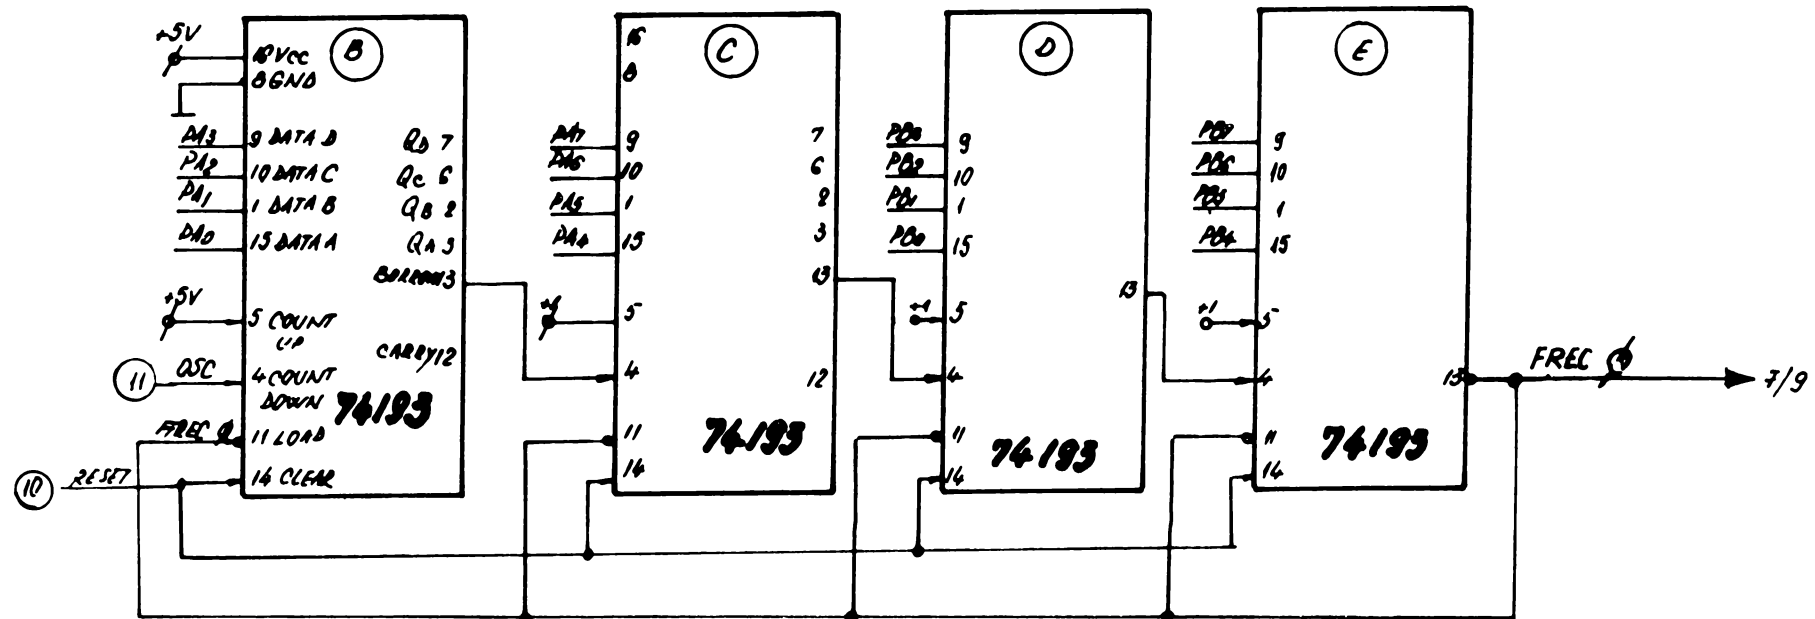 +5V
16 VCC
8 GND
B
PA3
9 DATA D
QD 7
PA2
10 DATA C
QC 6
PA1
1 DATA B
QB 2
PA0
15 DATA A
QA 3
BORROW 13
+5V
5 COUNT UP
CARRY 12
11
OSC
4 COUNT DOWN
74193
FREC
11 LOAD
10
RESET
14 CLEAR
16
8
C
PA7
9
7
PA6
10
6
PA5
1
2
PA4
15
3
13
5
4
12
11
74193
14
D
9
PB2
10
PB1
1
PB0
15
13
+1
5
4
11
74193
14
E
PB7
9
PB6
10
PB5
1
PB4
15
+1
5
4
13
11
74193
14
FREC
7/9